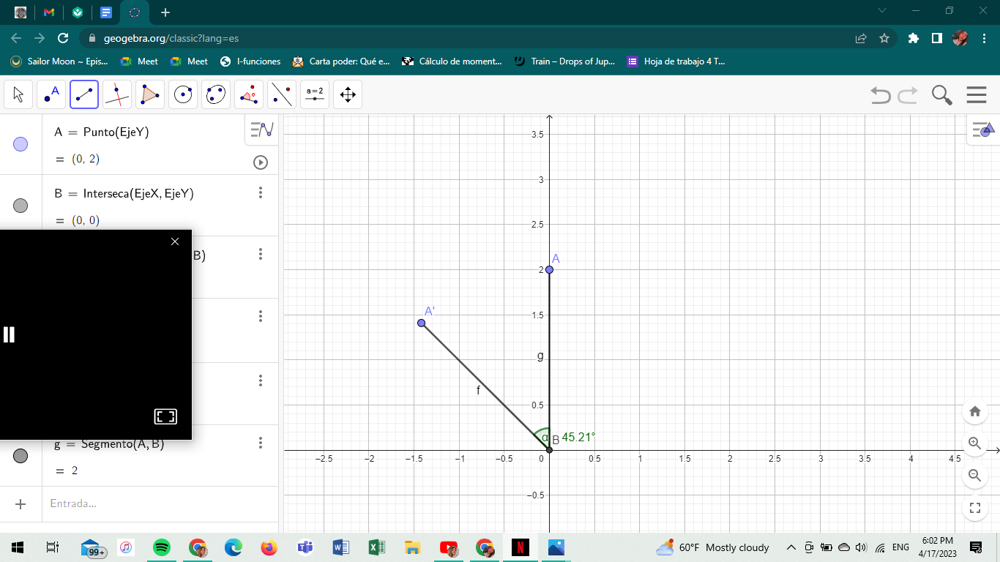 geogebra.org/classic?lang=es
Sailor Moon ~ Epis...
Meet
Meet
I-funciones
Carta poder: Qué e...
Cálculo de moment...
Train – Drops of Jup...
Hoja de trabajo 4 T...
A
a=2
A = Punto(EjeY)
= (0, 2)
B = Interseca(EjeX, EjeY)
= (0, 0)
B)
g = Segmento(A, B)
= 2
Entrada...
3.5
3
2.5
A
2
A'
1.5
g
f
0.5
α
B
45.21°
−2.5 −2 −1.5 −1 −0.5 0 0.5 1 1.5 2 2.5 3 3.5 4 4.5
−0.5
99+
60°F Mostly cloudy
ENG
6:02 PM
4/17/2023